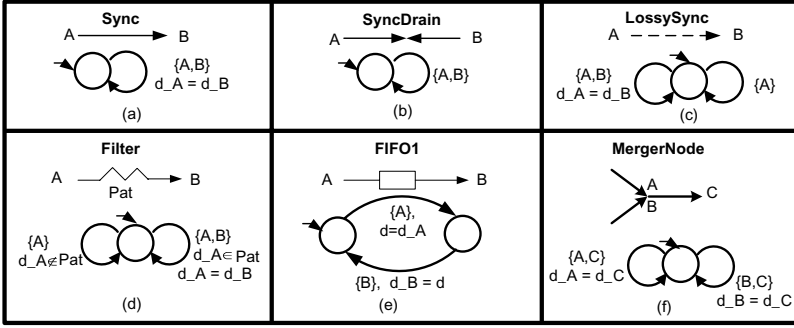 Sync
A B
{A,B}
d_A = d_B
(a)
SyncDrain
A B
{A,B}
(b)
LossySync
A B
{A,B}
d_A = d_B
{A}
(c)
Filter
A B
Pat
{A}
d_A∉Pat
{A,B}
d_A∈Pat
d_A = d_B
(d)
FIFO1
A B
{A},
d=d_A
{B}, d_B = d
(e)
MergerNode
A
B
C
{A,C}
d_A = d_C
{B,C}
d_B = d_C
(f)